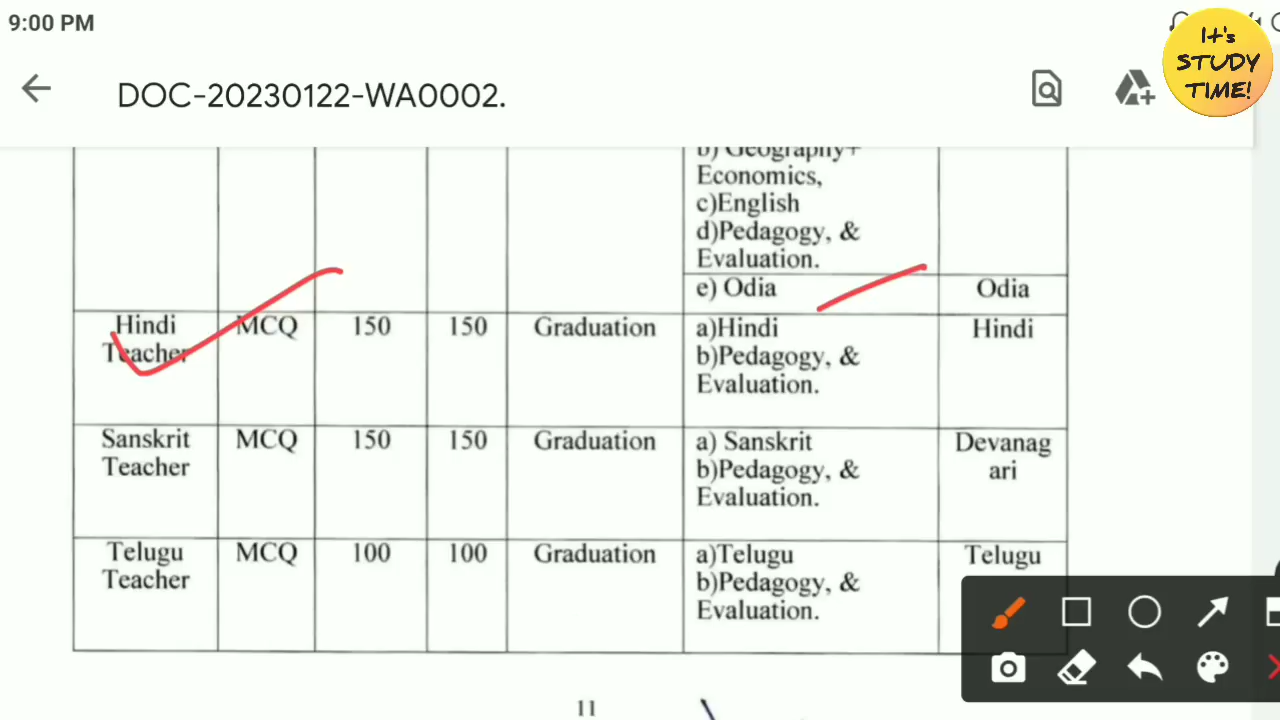 9:00 PM
It's
STUDY
TIME!
DOC-20230122-WA0002.
b) Geography+
Economics,
c)English
d)Pedagogy, &
Evaluation.
e) Odia
Odia
Hindi
Teacher
MCQ
150
150
Graduation
a)Hindi
b)Pedagogy, &
Evaluation.
Hindi
Sanskrit
Teacher
MCQ
150
150
Graduation
a) Sanskrit
b)Pedagogy, &
Evaluation.
Devanag
ari
Telugu
Teacher
MCQ
100
100
Graduation
a)Telugu
b)Pedagogy, &
Evaluation.
Telugu
11